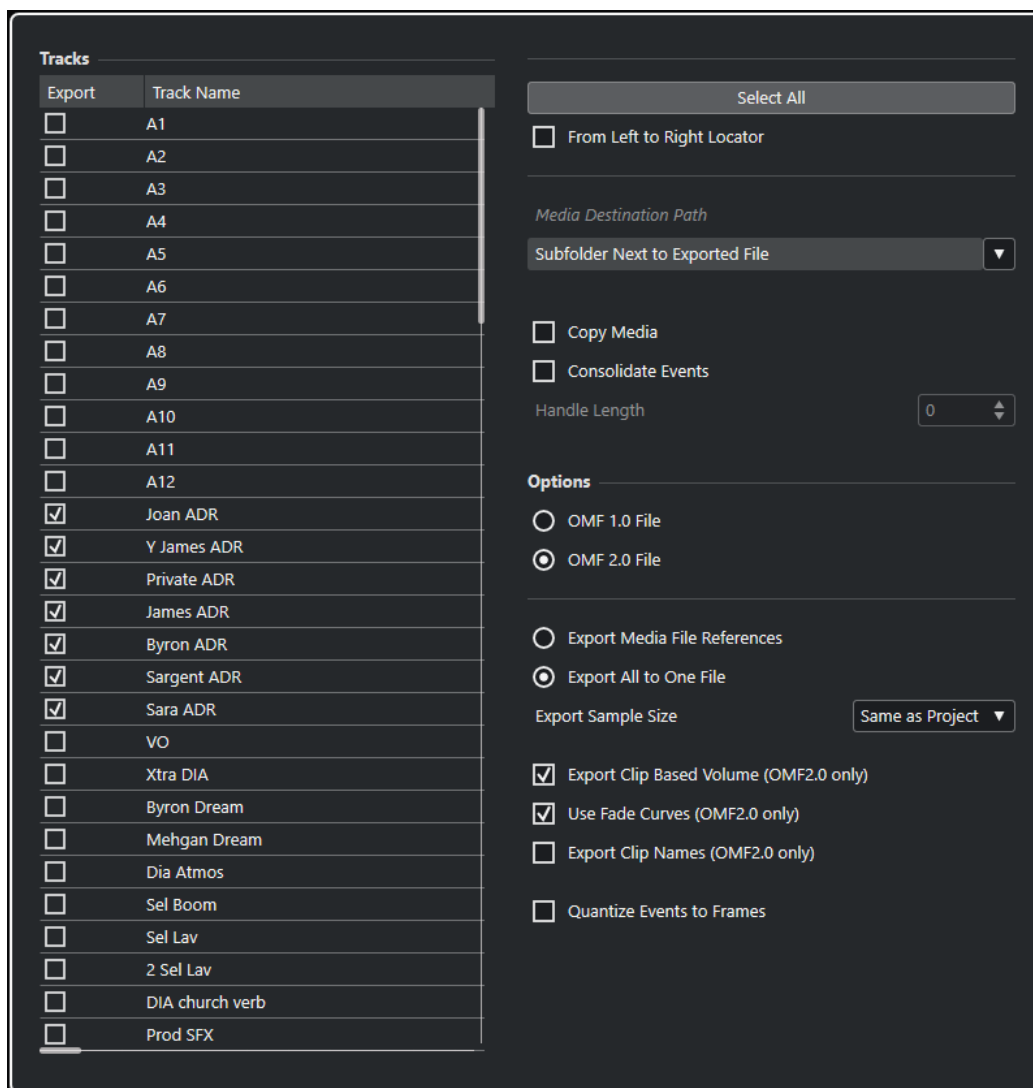 Tracks
Export Track Name
A1
A2
A3
A4
A5
A6
A7
A8
A9
A10
A11
A12
Joan ADR
Y James ADR
Private ADR
James ADR
Byron ADR
Sargent ADR
Sara ADR
VO
Xtra DIA
Byron Dream
Mehgan Dream
Dia Atmos
Sel Boom
Sel Lav
2 Sel Lav
DIA church verb
Prod SFX
Select All
From Left to Right Locator
Media Destination Path
Subfolder Next to Exported File
Copy Media
Consolidate Events
Handle Length 0
Options
OMF 1.0 File
OMF 2.0 File
Export Media File References
Export All to One File
Export Sample Size Same as Project
Export Clip Based Volume (OMF2.0 only)
Use Fade Curves (OMF2.0 only)
Export Clip Names (OMF2.0 only)
Quantize Events to Frames